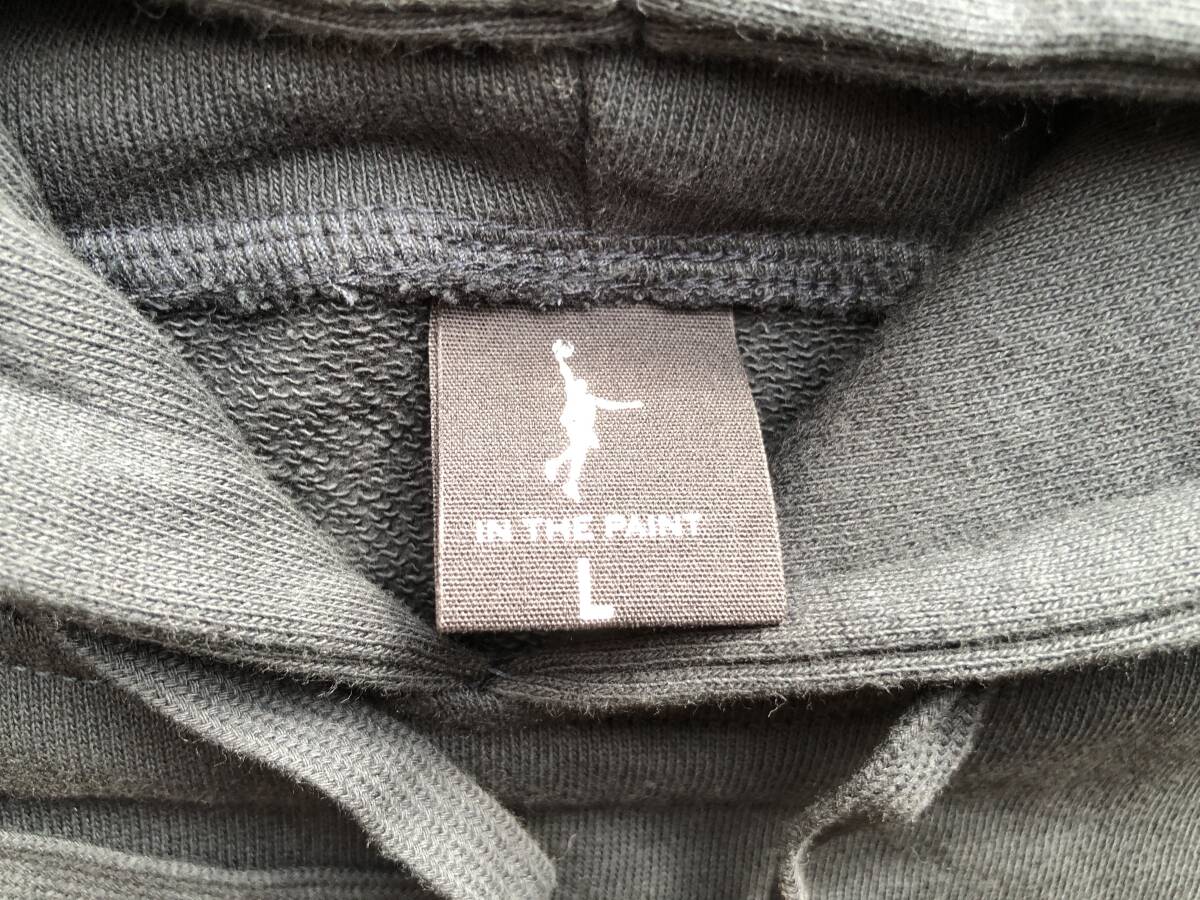 IN THE PAINT
L